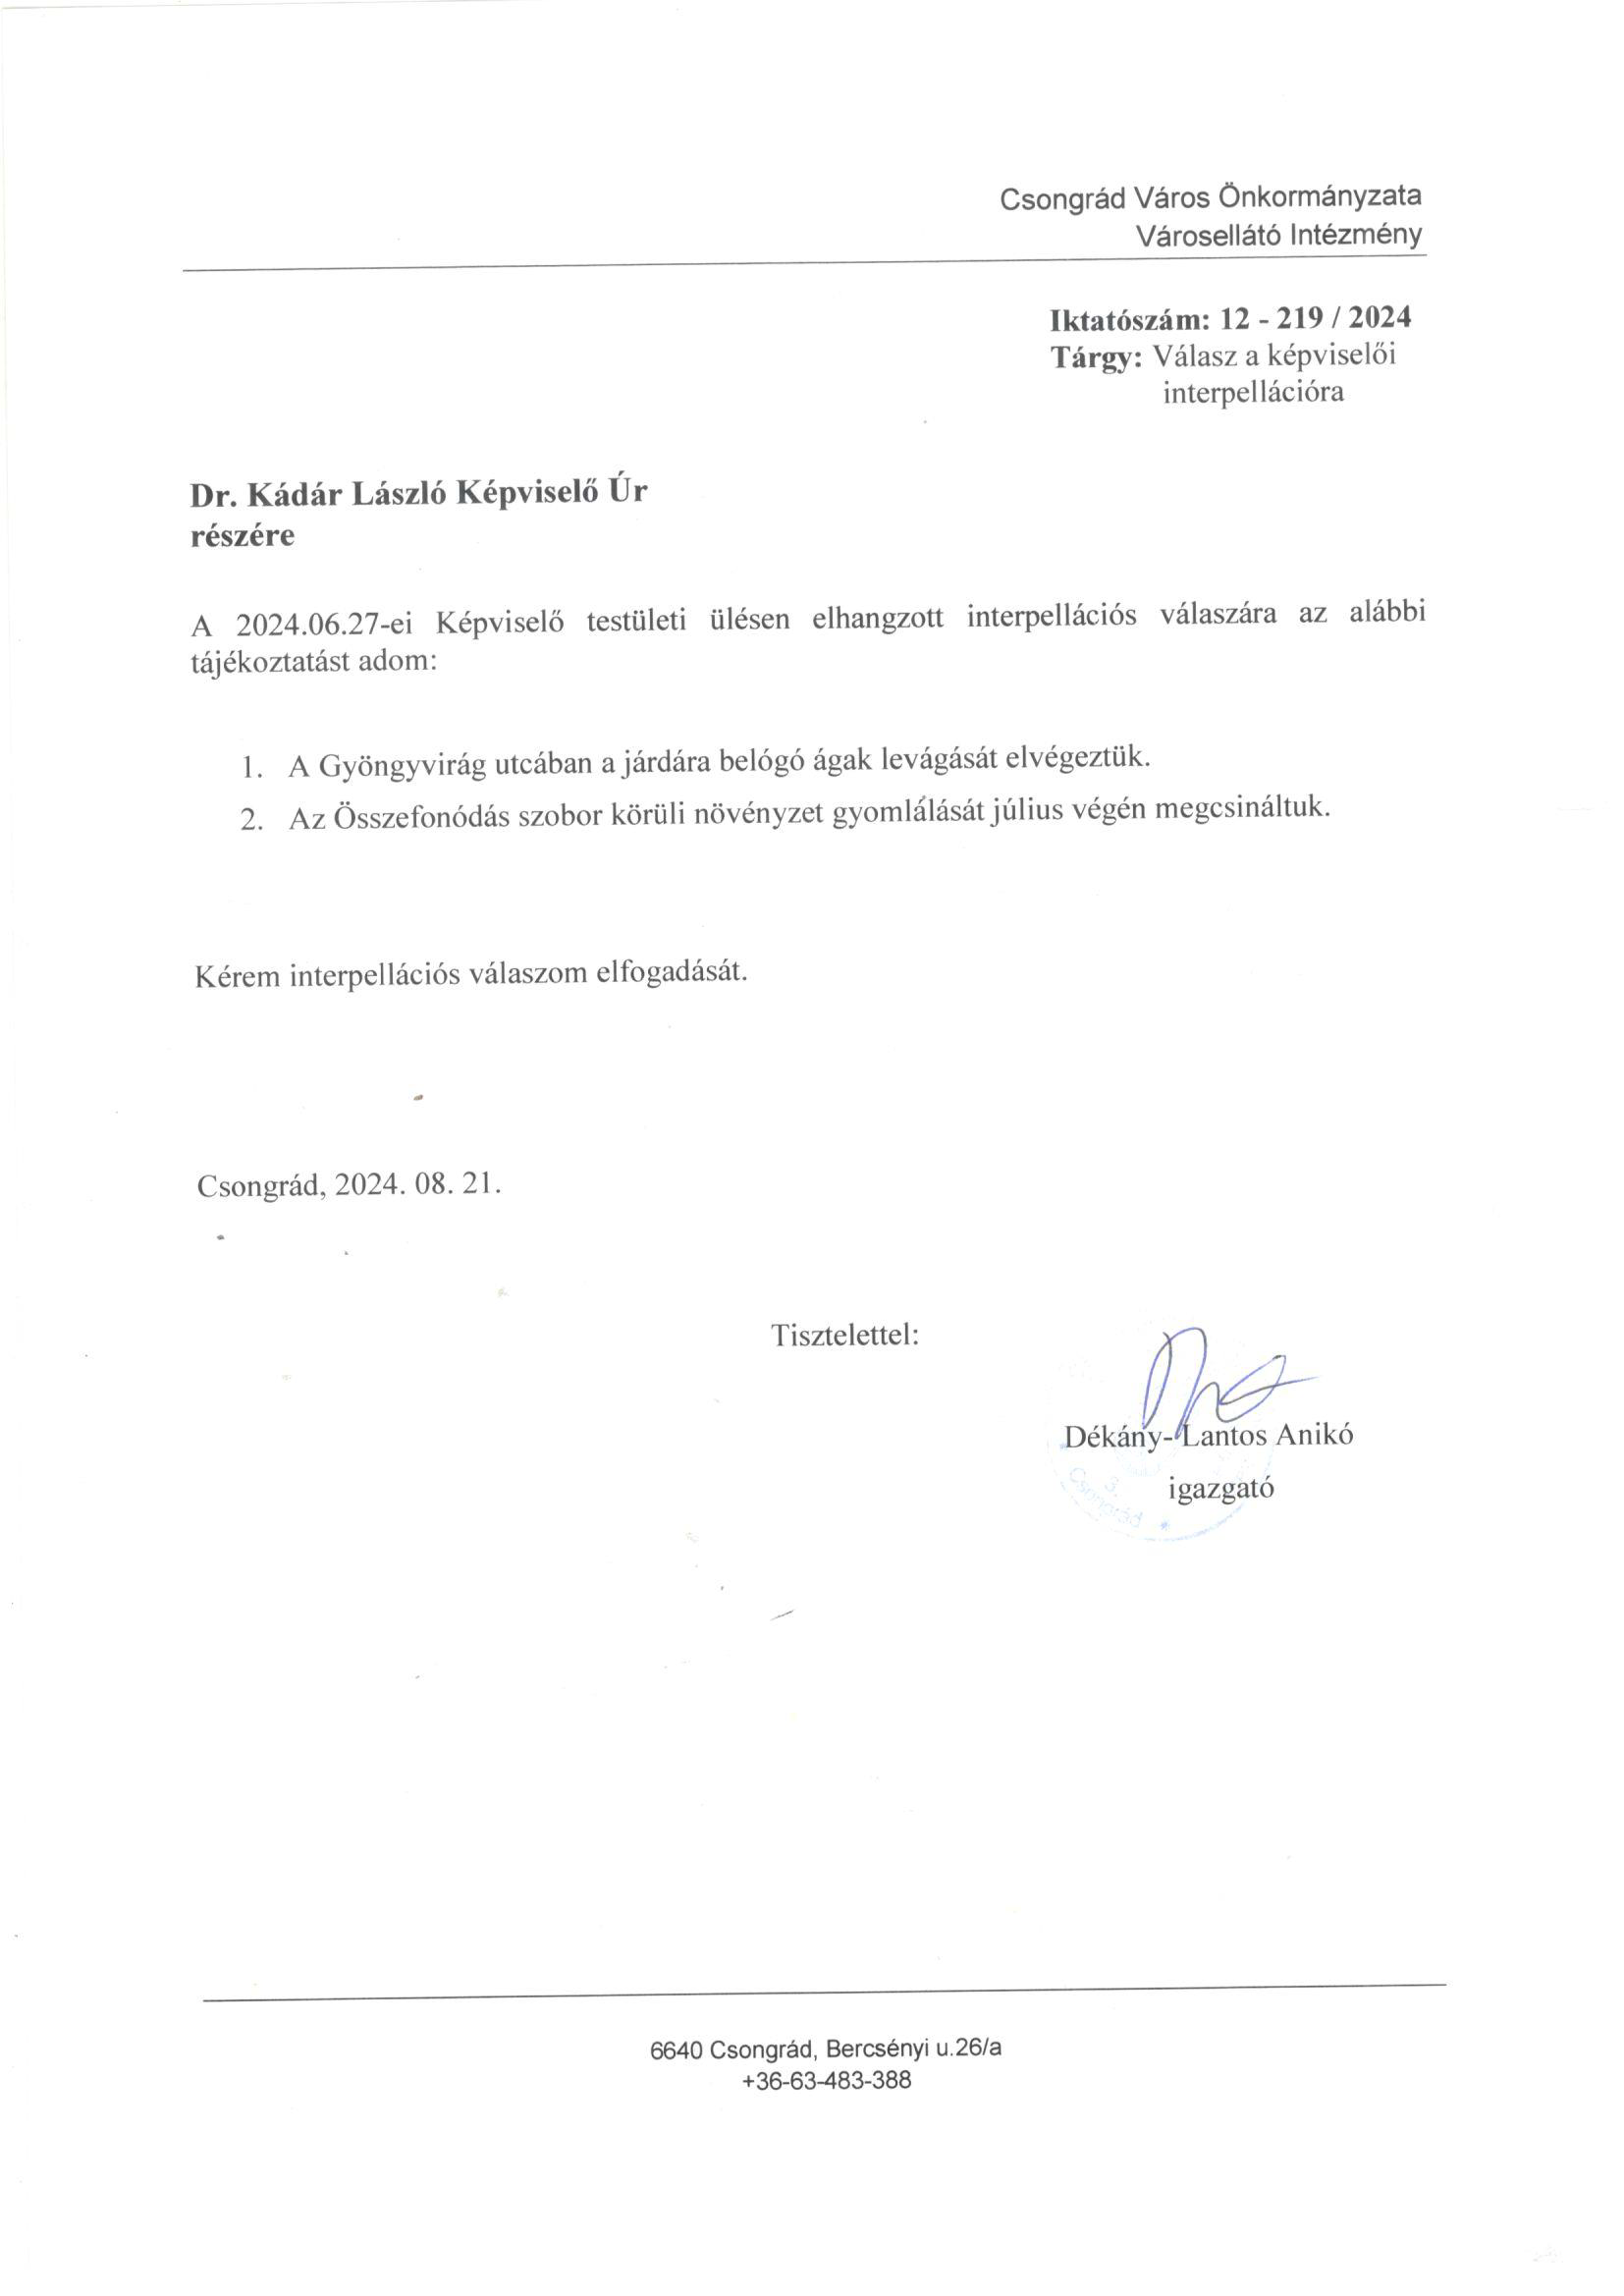 Csongrád Város Önkormányzata
Városellátó Intézmény
Iktatószám: 12 - 219 / 2024
Tárgy: Válasz a képviselői
interpellációra
Dr. Kádár László Képviselő Úr
részére
A 2024.06.27-ei Képviselő testületi ülésen elhangzott interpellációs válaszára az alábbi
tájékoztatást adom:
1. A Gyöngyvirág utcában a járdára belógó ágak levágását elvégeztük.
2. Az Összefonódás szobor körüli növényzet gyomlálását július végén megcsináltuk.
Kérem interpellációs válaszom elfogadását.
Csongrád, 2024. 08. 21.
Tisztelettel:
Dékány- Lantos Anikó
igazgató
3.
Csongrád *
6640 Csongrád, Bercsényi u.26/a
+36-63-483-388